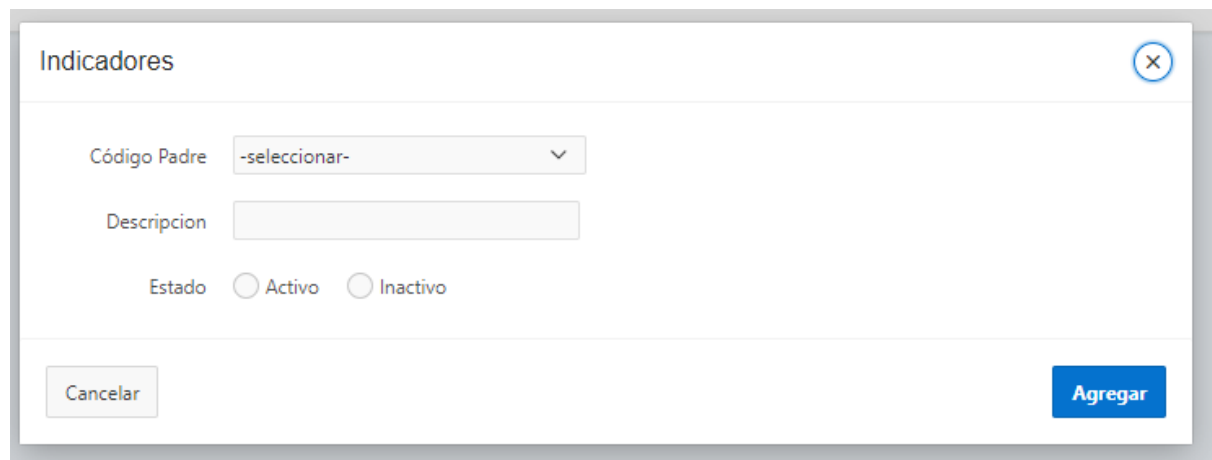 Indicadores
Código Padre -seleccionar-
Descripcion
Estado Activo Inactivo
Cancelar Agregar